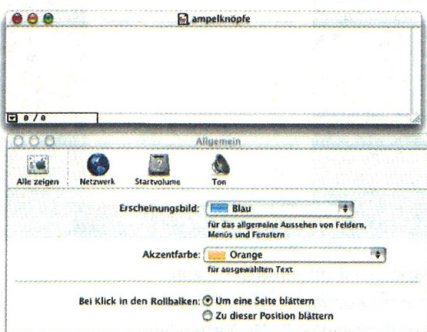 ampelknöpfe
0 / 0
Allgemein
Alle zeigen Netzwerk Startvolume Ton
Erscheinungsbild: Blau
für das allgemeine Aussehen von Feldern,
Menüs und Fenstern
Akzentfarbe: Orange
für ausgewählten Text
Bei Klick in den Rollbalken: Um eine Seite blättern
Zu dieser Position blättern